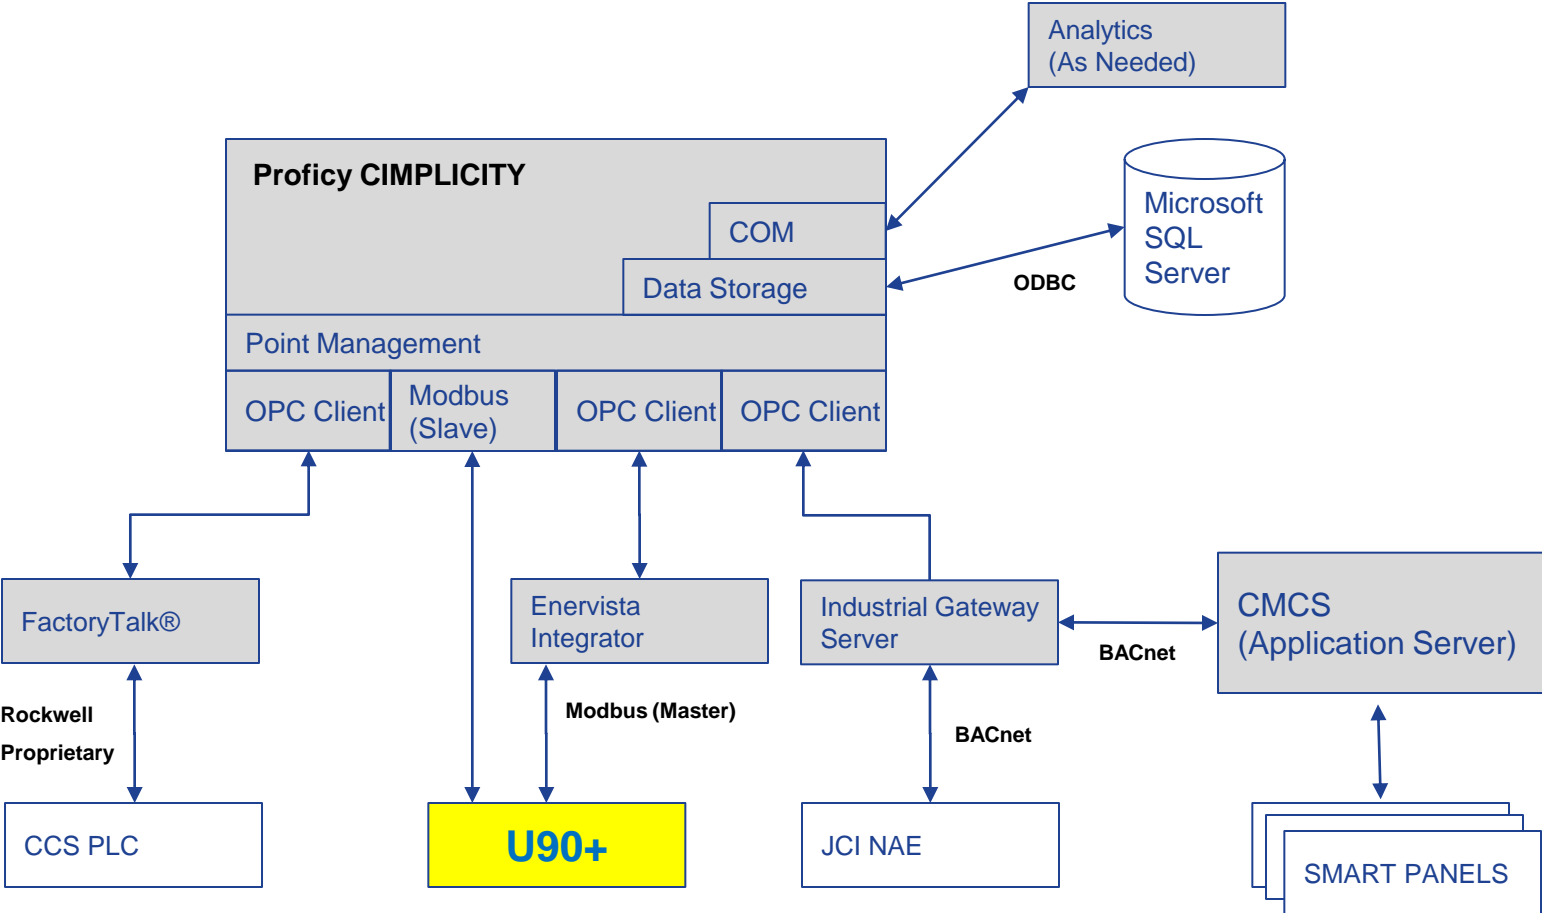 Analytics
(As Needed)
Proficy CIMPLICITY
COM
Data Storage
ODBC
Microsoft
SQL
Server
Point Management
OPC Client
Modbus
(Slave)
OPC Client
OPC Client
FactoryTalk®
Enervista
Integrator
Industrial Gateway
Server
BACnet
CMCS
(Application Server)
Rockwell
Proprietary
Modbus (Master)
BACnet
CCS PLC
U90+
JCI NAE
SMART PANELS